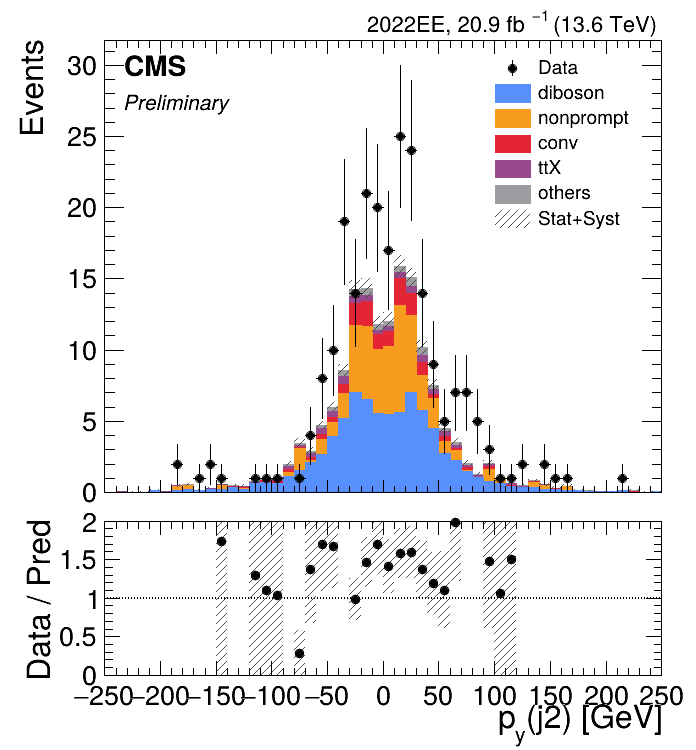 2022EE, 20.9 fb⁻¹ (13.6 TeV)
CMS
Preliminary
Events
30
25
20
15
10
5
0
Data
diboson
nonprompt
conv
ttX
others
Stat+Syst
Data / Pred
2
1.5
1
0.5
0
−250 −200 −150 −100 −50 0 50 100 150 200 250
p_y(j2) [GeV]